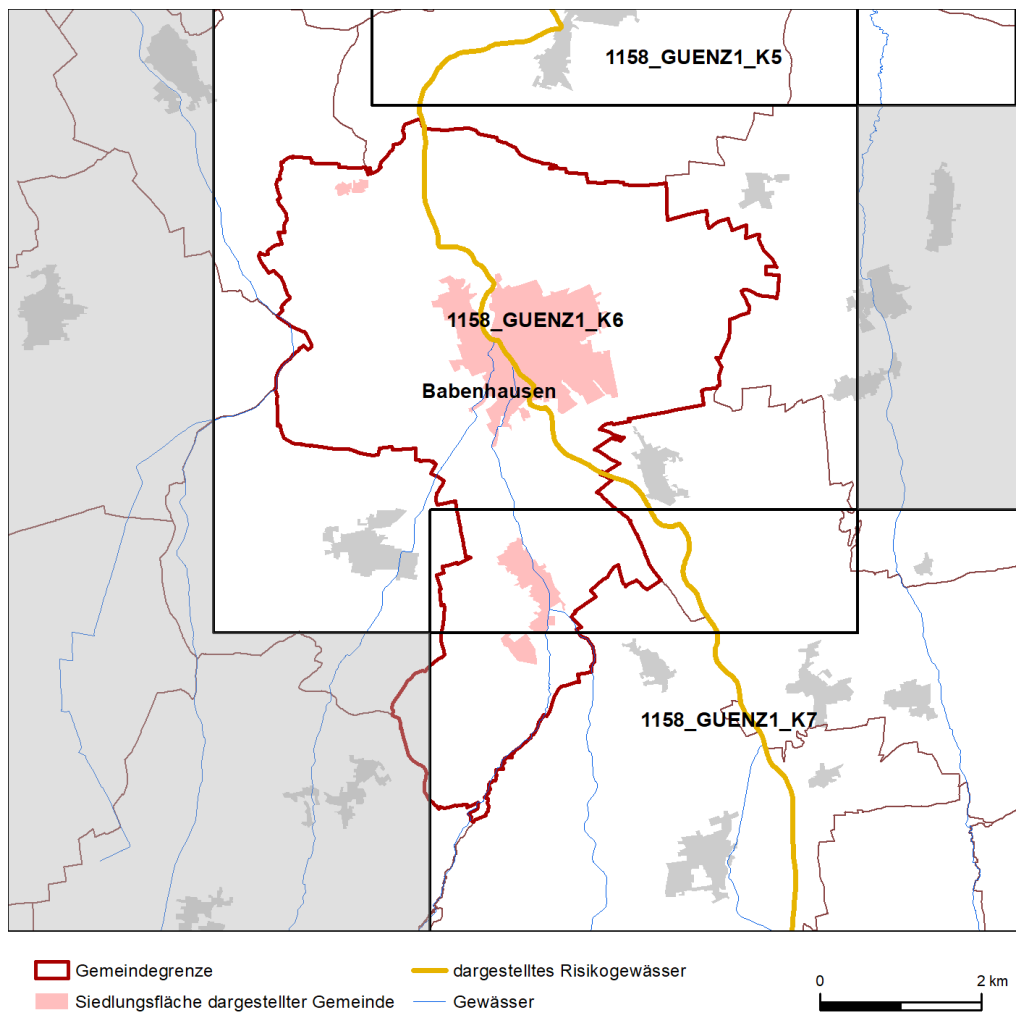 1158_GUENZ1_K5
1158_GUENZ1_K6
Babenhausen
1158_GUENZ1_K7
Gemeindegrenze
dargestelltes Risikogewässer
0 2 km
Siedlungsfläche dargestellter Gemeinde
Gewässer